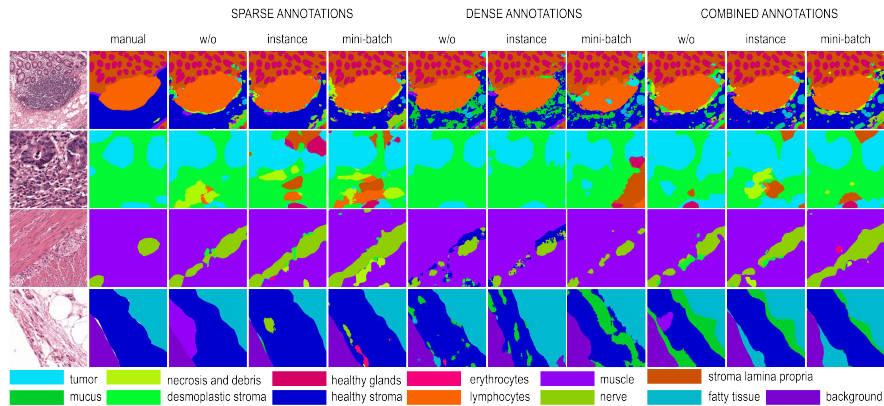 SPARSE ANNOTATIONS DENSE ANNOTATIONS COMBINED ANNOTATIONS
manual w/o instance mini-batch w/o instance mini-batch w/o instance mini-batch
tumor necrosis and debris healthy glands erythrocytes muscle stroma lamina propria
mucus desmoplastic stroma healthy stroma lymphocytes nerve fatty tissue background